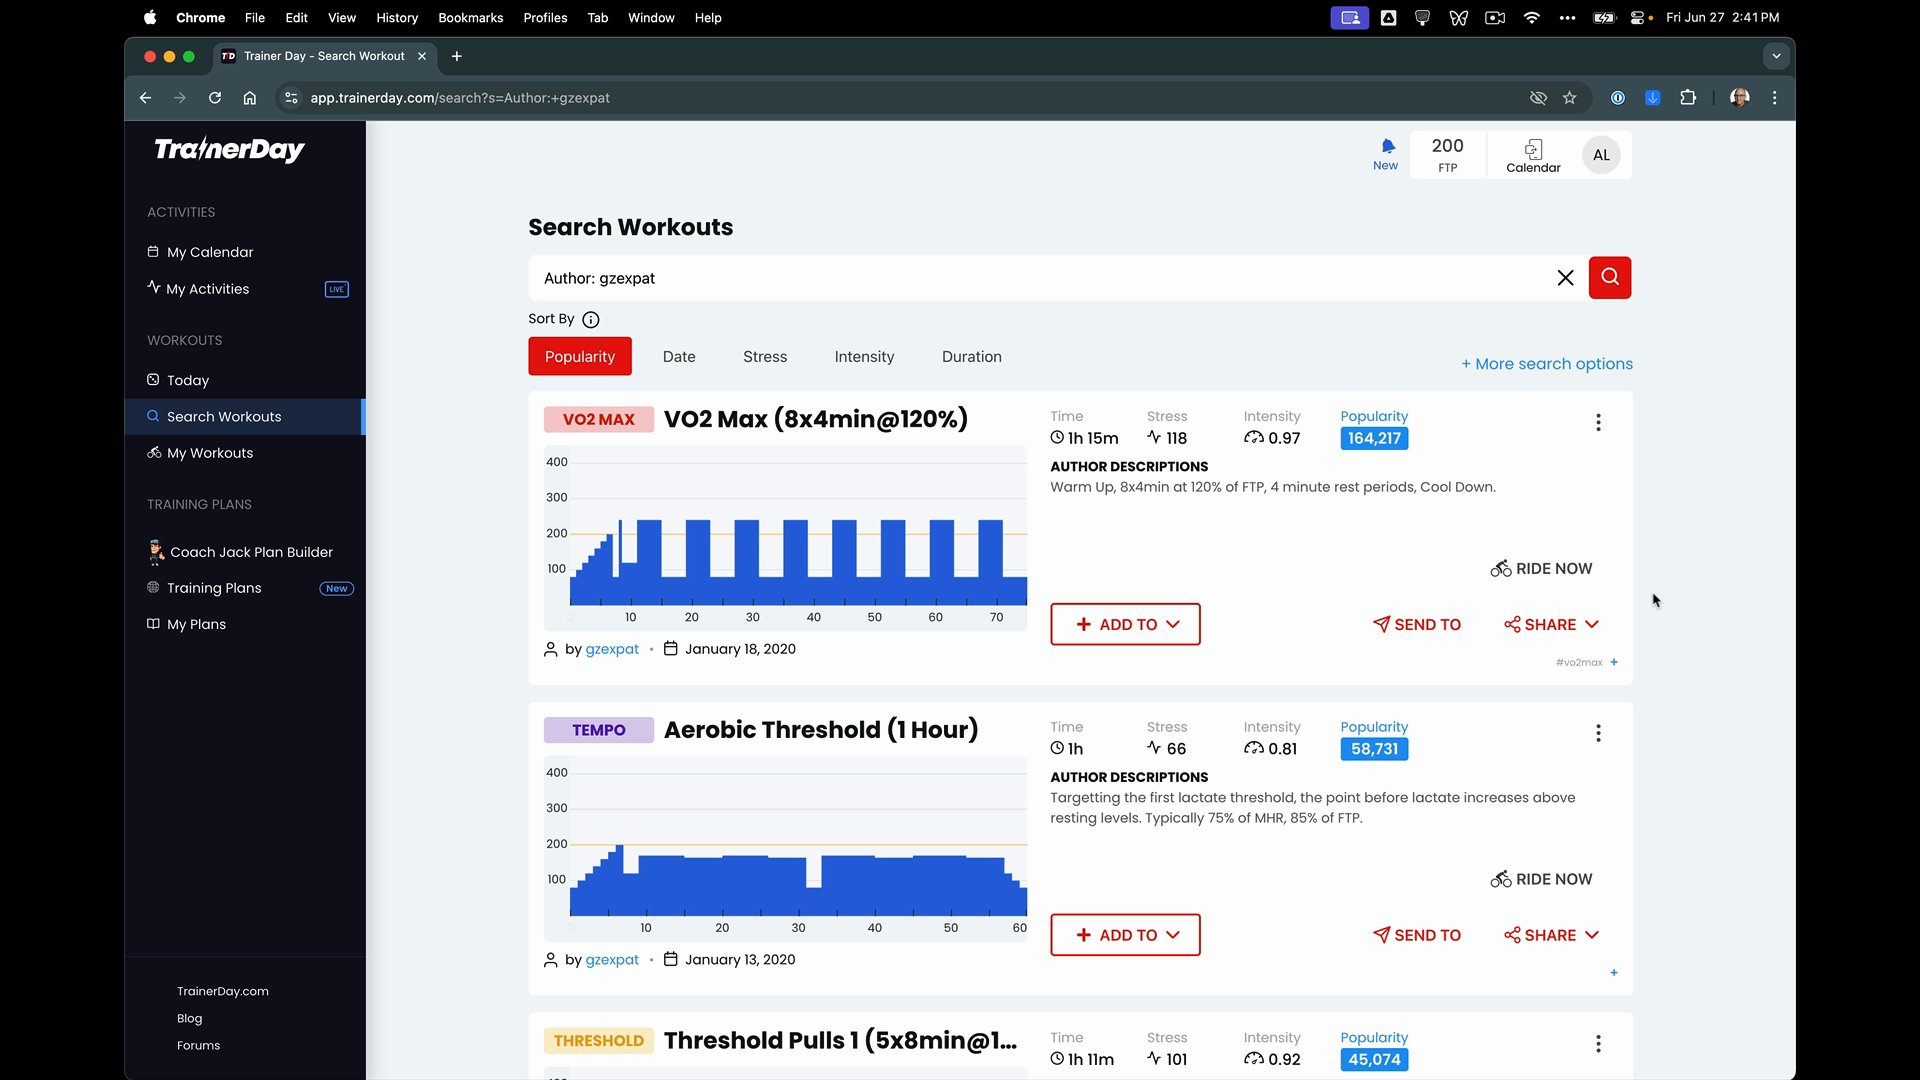 Chrome File Edit View History Bookmarks Profiles Tab Window Help Fri Jun 27 2:41 PM
TD Trainer Day - Search Workout
app.trainerday.com/search?s=Author:+gzexpat
TrainerDay
ACTIVITIES
My Calendar
My Activities LIVE
WORKOUTS
Today
Search Workouts
My Workouts
TRAINING PLANS
Coach Jack Plan Builder
Training Plans New
My Plans
TrainerDay.com
Blog
Forums
New
200
FTP
Calendar
AL
Search Workouts
Author: gzexpat
Sort By
Popularity Date Stress Intensity Duration
+ More search options
VO2 MAX VO2 Max (8x4min@120%)
400
300
200
100
0 10 20 30 40 50 60 70
by gzexpat • January 18, 2020
Time Stress Intensity Popularity
1h 15m 118 0.97 164,217
AUTHOR DESCRIPTIONS
Warm Up, 8x4min at 120% of FTP, 4 minute rest periods, Cool Down.
RIDE NOW
+ ADD TO SEND TO SHARE
#vo2max +
TEMPO Aerobic Threshold (1 Hour)
400
300
200
100
0 10 20 30 40 50 60
by gzexpat • January 13, 2020
Time Stress Intensity Popularity
1h 66 0.81 58,731
AUTHOR DESCRIPTIONS
Targetting the first lactate threshold, the point before lactate increases above
resting levels. Typically 75% of MHR, 85% of FTP.
RIDE NOW
+ ADD TO SEND TO SHARE
+
THRESHOLD Threshold Pulls 1 (5x8min@1...
Time Stress Intensity Popularity
1h 11m 101 0.92 45,074